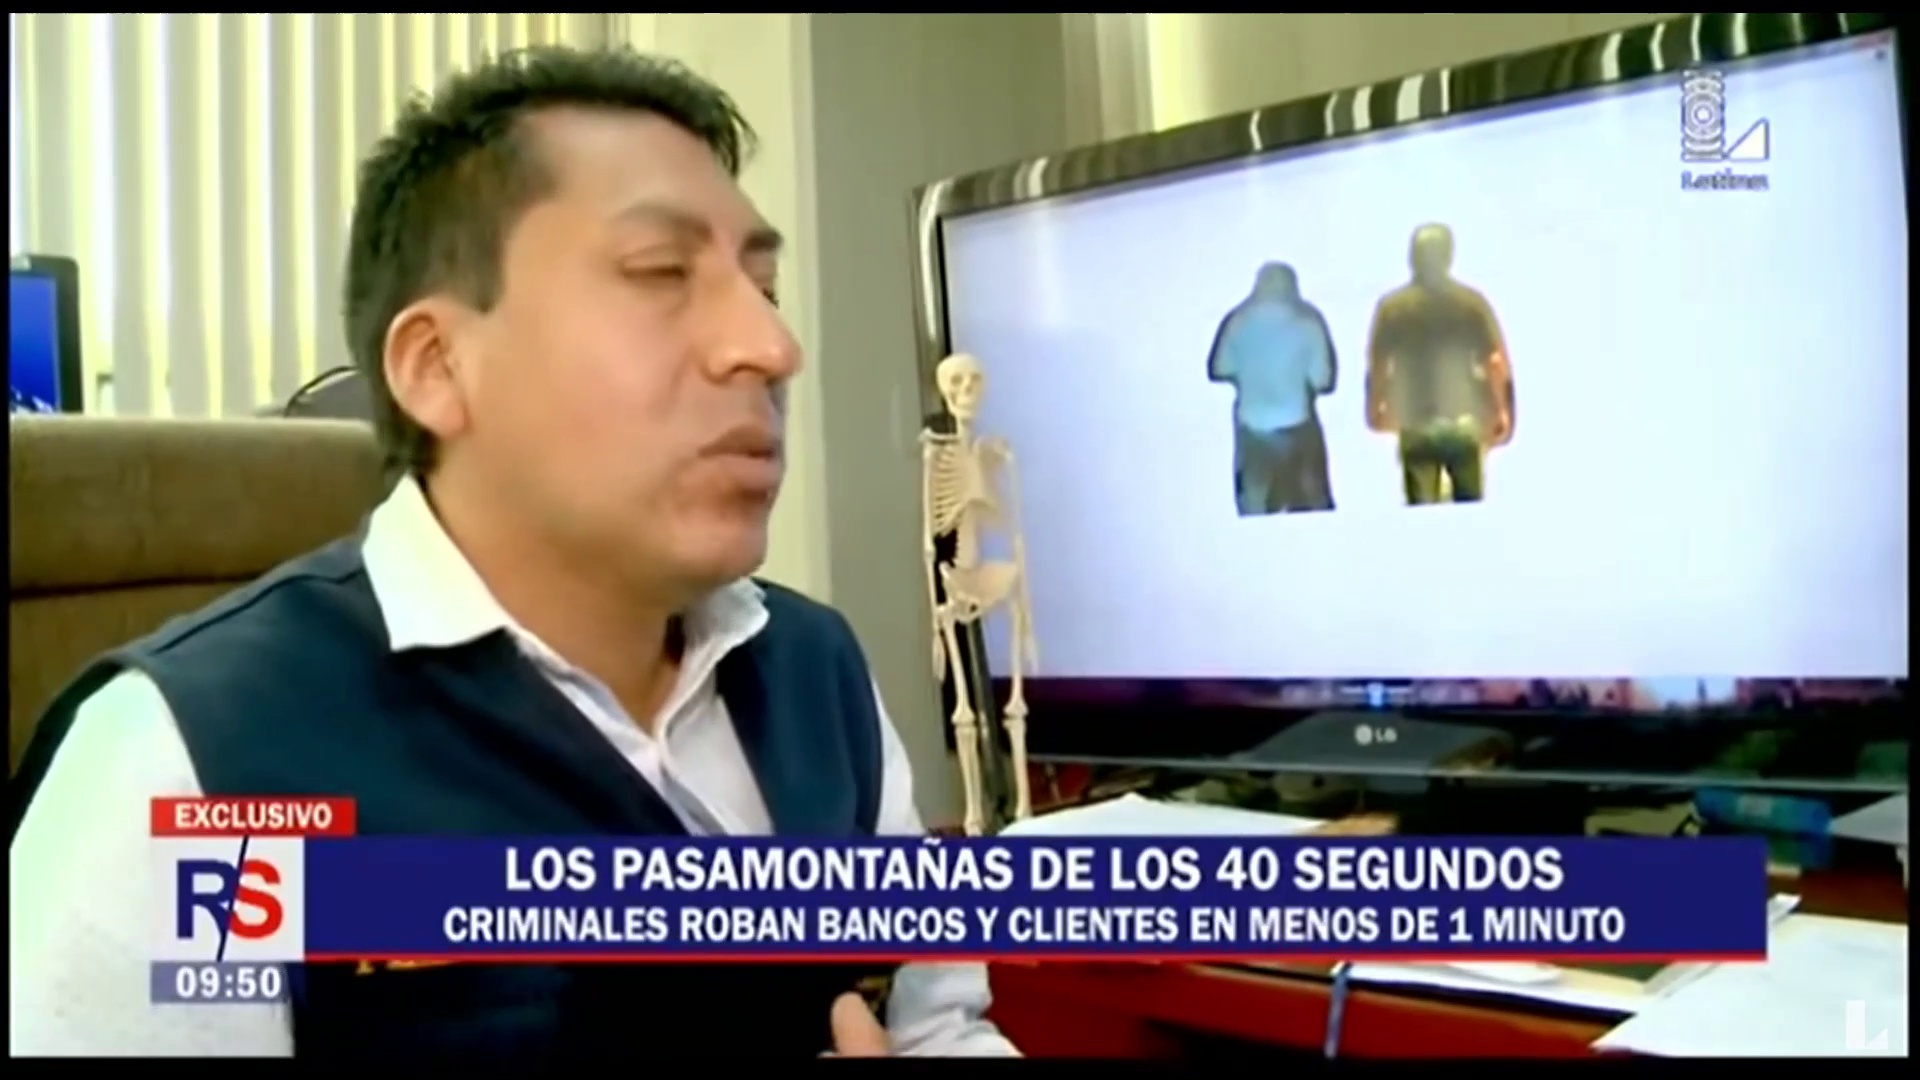 Latina
LG
EXCLUSIVO
RS
LOS PASAMONTAÑAS DE LOS 40 SEGUNDOS
CRIMINALES ROBAN BANCOS Y CLIENTES EN MENOS DE 1 MINUTO
09:50